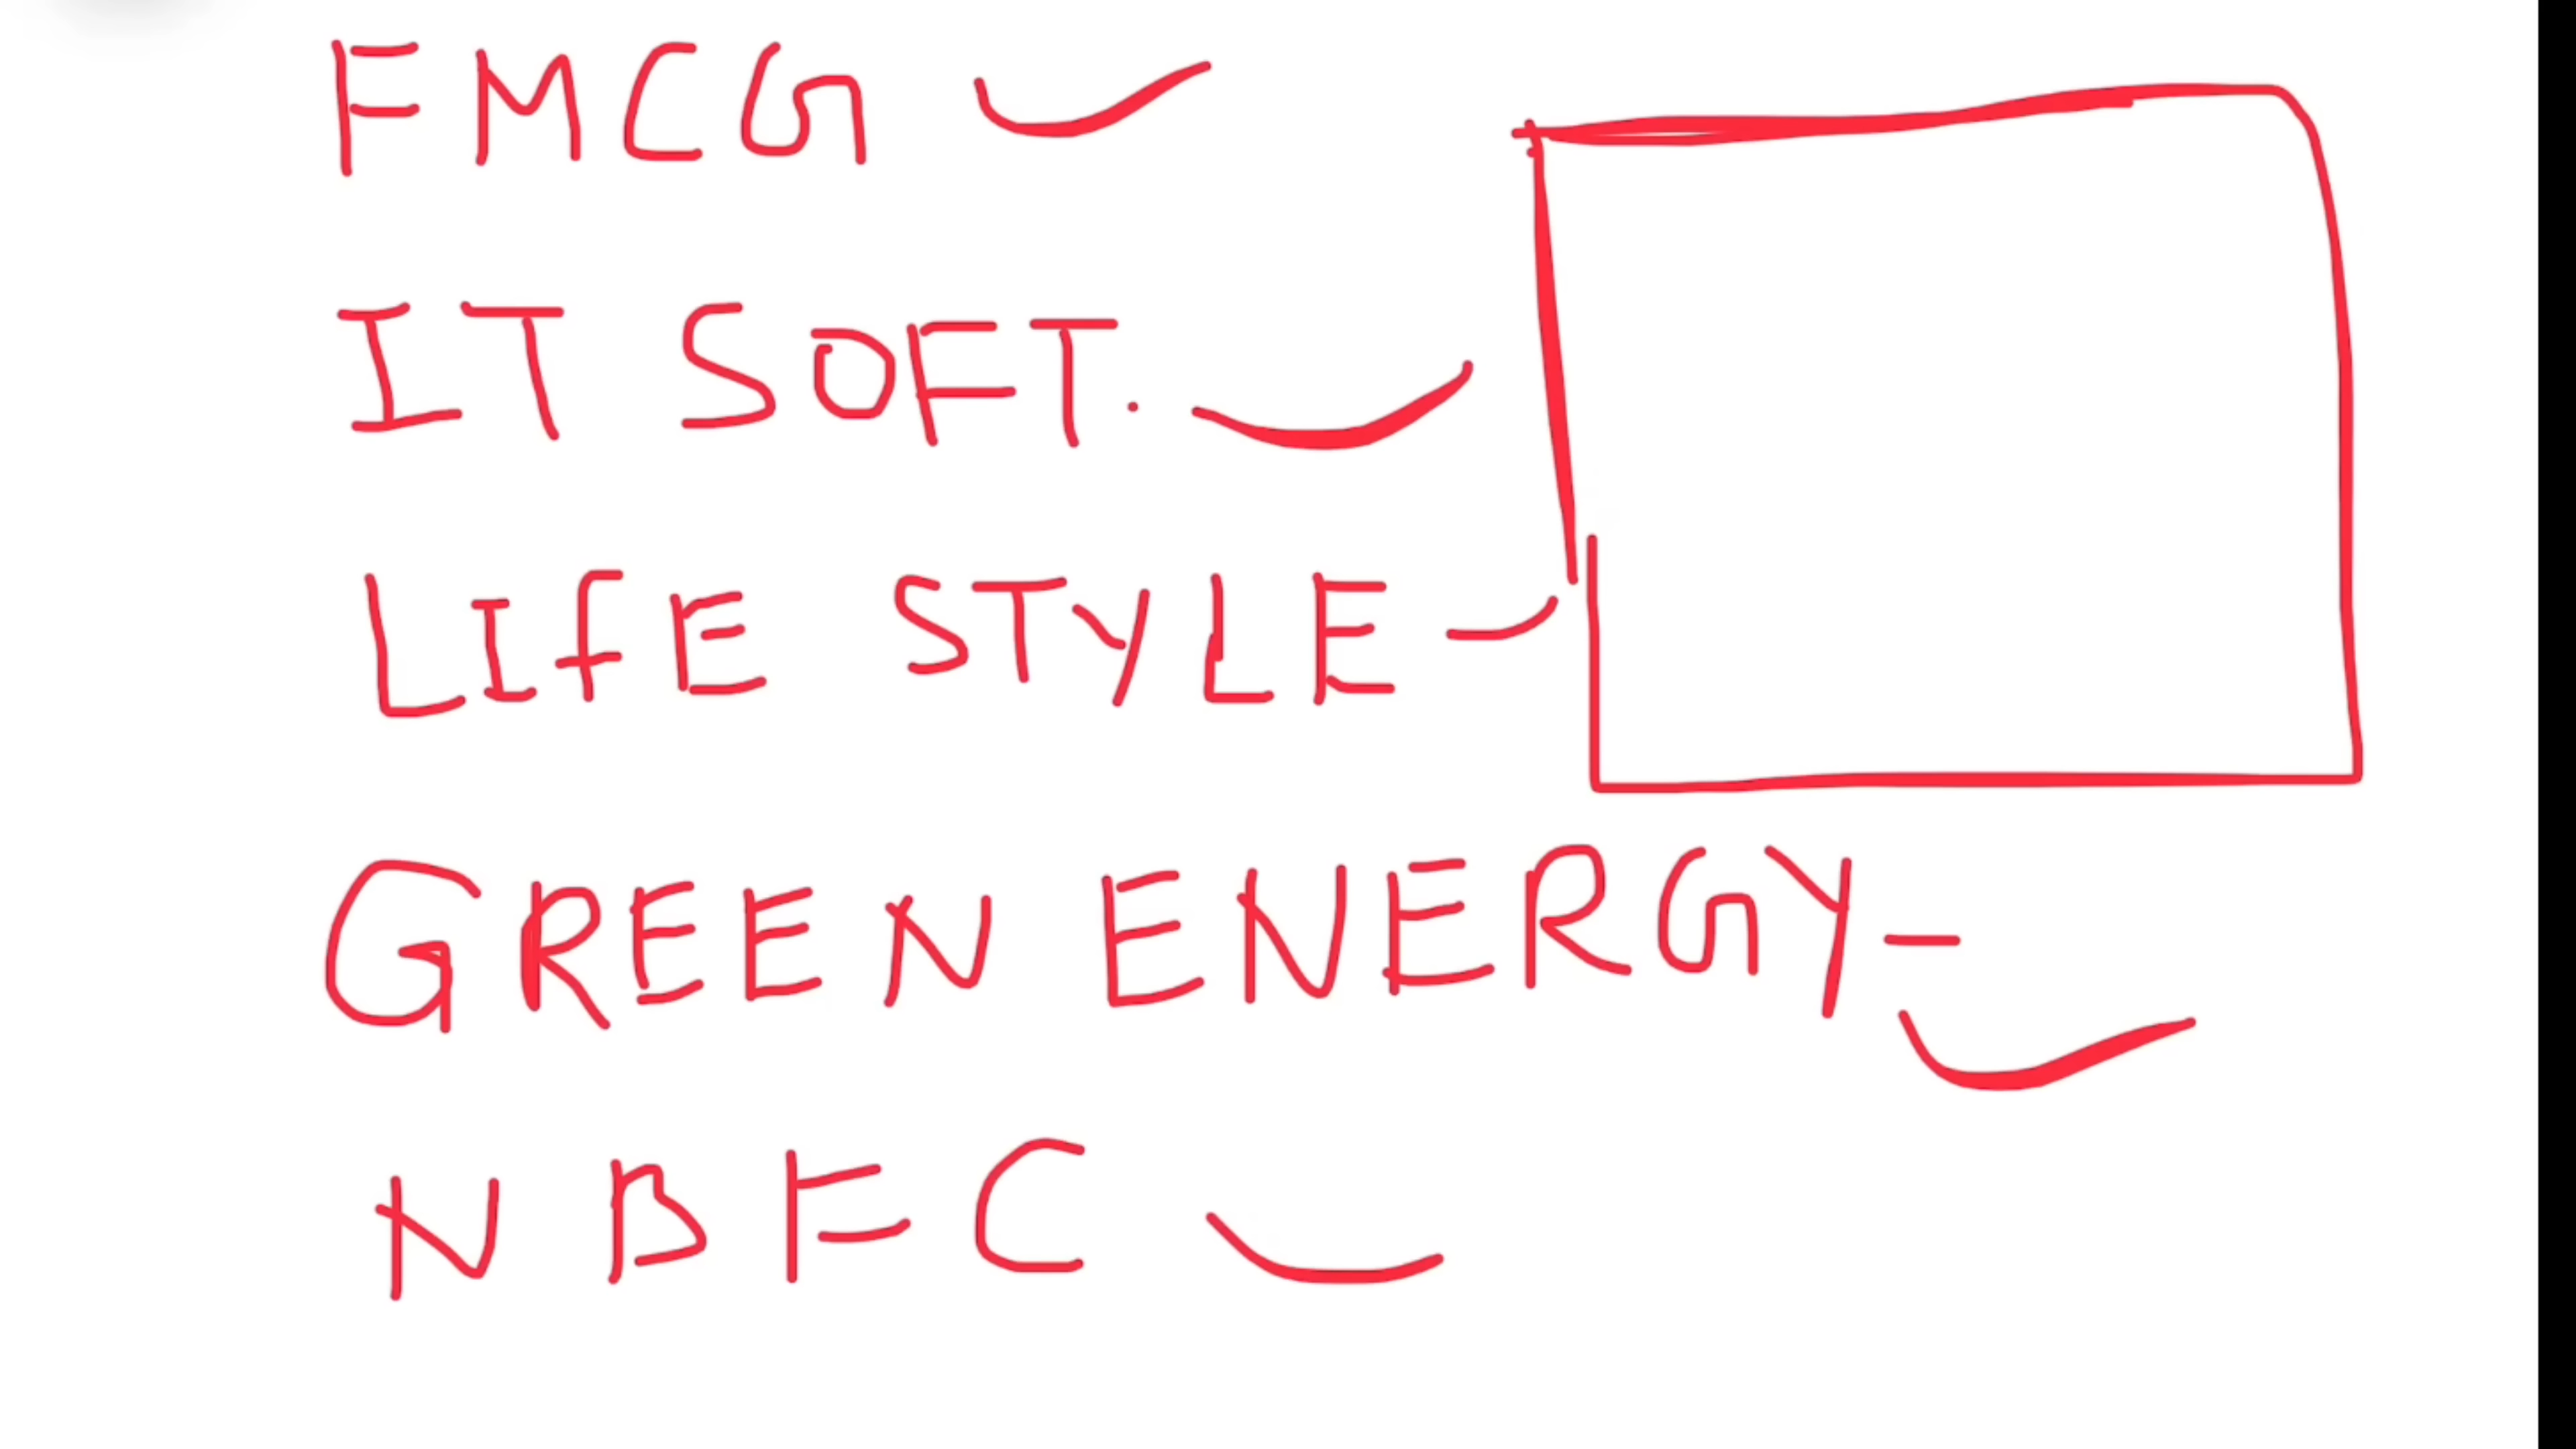 FMCG ✓
IT SOFT. ✓
LIfE STYLE -
GREEN ENERGY-
✓
NBFC ✓